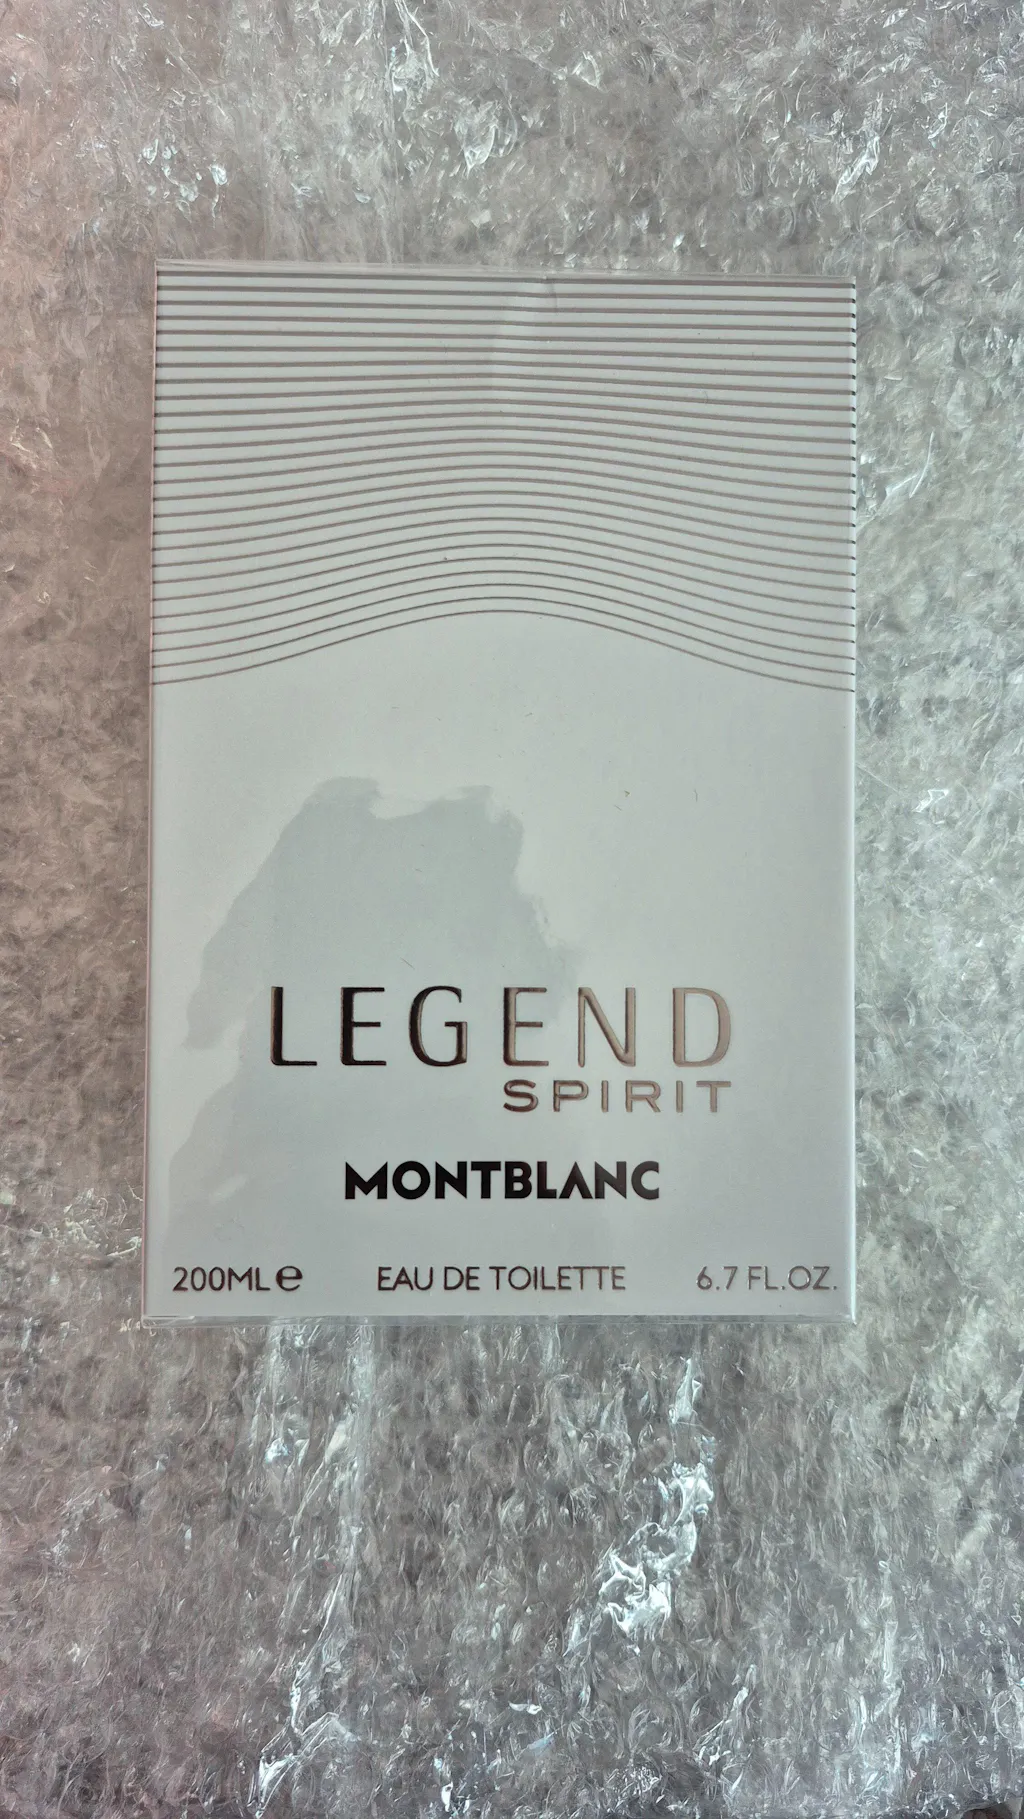 LEGEND
SPIRIT
MONTBLANC
200ML ℮ EAU DE TOILETTE 6.7 FL.OZ.